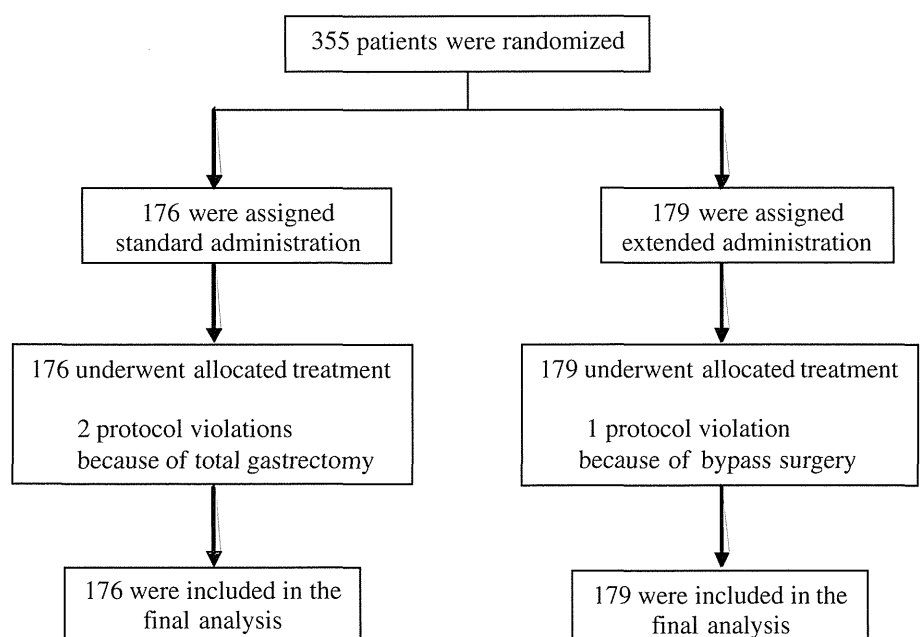 355 patients were randomized
176 were assigned
standard administration
179 were assigned
extended administration
176 underwent allocated treatment
2 protocol violations
because of total gastrectomy
179 underwent allocated treatment
1 protocol violation
because of bypass surgery
176 were included in the
final analysis
179 were included in the
final analysis